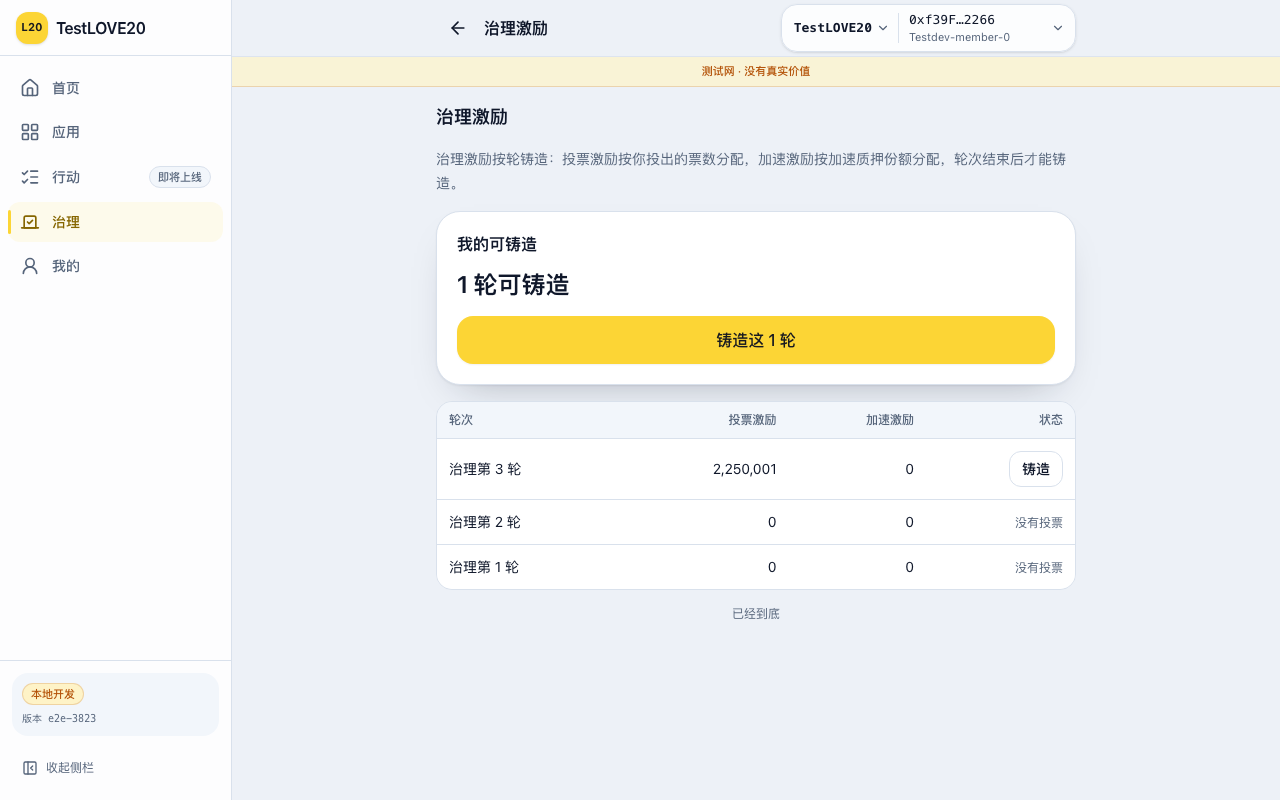 L20 TestLOVE20
首页
应用
行动 即将上线
治理
我的
本地开发
版本 e2e-3823
收起侧栏
治理激励
TestLOVE20
0xf39F…2266
Testdev-member-0
测试网 · 没有真实价值
治理激励
治理激励按轮铸造：投票激励按你投出的票数分配，加速激励按加速质押份额分配，轮次结束后才能铸
造。
我的可铸造
1 轮可铸造
铸造这 1 轮
轮次 投票激励 加速激励 状态
治理第 3 轮 2,250,001 0 铸造
治理第 2 轮 0 0 没有投票
治理第 1 轮 0 0 没有投票
已经到底